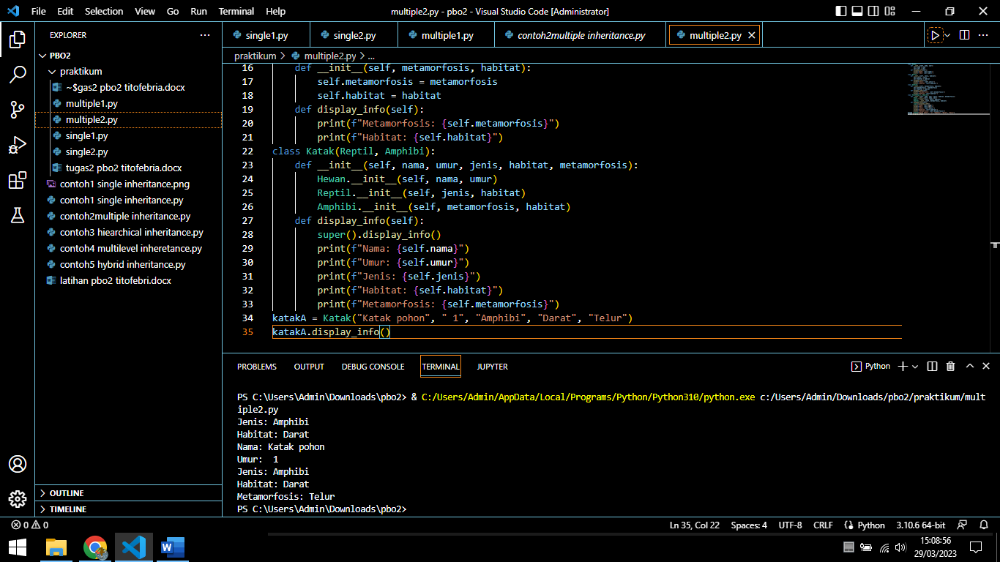 File Edit Selection View Go Run Terminal Help
multiple2.py - pbo2 - Visual Studio Code [Administrator]
EXPLORER
PBO2
praktikum
~$gas2 pbo2 titofebria.docx
multiple1.py
multiple2.py
single1.py
single2.py
tugas2 pbo2 titofebria.docx
contoh1 single inheritance.png
contoh1 single inheritance.py
contoh2multiple inheritance.py
contoh3 hiearchical inheritance.py
contoh4 multilevel inheretance.py
contoh5 hybrid inheritance.py
latihan pbo2 titofebri.docx
OUTLINE
TIMELINE
single1.py single2.py multiple1.py contoh2multiple inheritance.py multiple2.py
praktikum > multiple2.py > ...
16 def __init__(self, metamorfosis, habitat):
17 self.metamorfosis = metamorfosis
18 self.habitat = habitat
19 def display_info(self):
20 print(f"Metamorfosis: {self.metamorfosis}")
21 print(f"Habitat: {self.habitat}")
22 class Katak(Reptil, Amphibi):
23 def __init__(self, nama, umur, jenis, habitat, metamorfosis):
24 Hewan.__init__(self, nama, umur)
25 Reptil.__init__(self, jenis, habitat)
26 Amphibi.__init__(self, metamorfosis, habitat)
27 def display_info(self):
28 super().display_info()
29 print(f"Nama: {self.nama}")
30 print(f"Umur: {self.umur}")
31 print(f"Jenis: {self.jenis}")
32 print(f"Habitat: {self.habitat}")
33 print(f"Metamorfosis: {self.metamorfosis}")
34 katakA = Katak("Katak pohon", " 1", "Amphibi", "Darat", "Telur")
35 katakA.display_info()
PROBLEMS OUTPUT DEBUG CONSOLE TERMINAL JUPYTER
Python
PS C:\Users\Admin\Downloads\pbo2> & C:/Users/Admin/AppData/Local/Programs/Python/Python310/python.exe c:/Users/Admin/Downloads/pbo2/praktikum/mult
iple2.py
Jenis: Amphibi
Habitat: Darat
Nama: Katak pohon
Umur:  1
Jenis: Amphibi
Habitat: Darat
Metamorfosis: Telur
PS C:\Users\Admin\Downloads\pbo2>
0 0
Ln 35, Col 22 Spaces: 4 UTF-8 CRLF Python 3.10.6 64-bit
15:08:56
29/03/2023